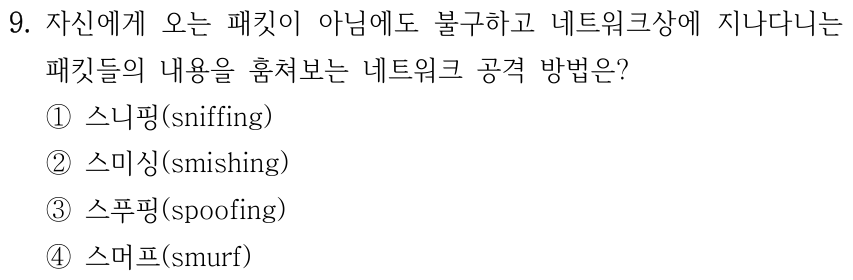 9. 자신에게 오는 패킷이 아님에도 불구하고 네트워크상에 지나다니는
패킷들의 내용을 훔쳐보는 네트워크 공격 방법은?
① 스니핑(sniffing)
② 스미싱(smishing)
③ 스푸핑(spoofing)
④ 스머프(smurf)